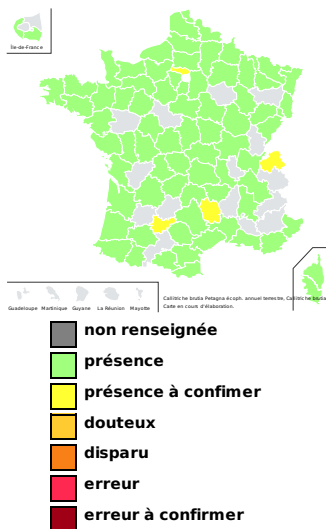 Île-de-France
Guadeloupe Martinique Guyane La Réunion Mayotte
Callitriche brutia Petagna écoph. annuel terrestre, Callitriche brutia
Carte en cours d'élaboration.
non renseignée
présence
présence à confimer
douteux
disparu
erreur
erreur à confirmer